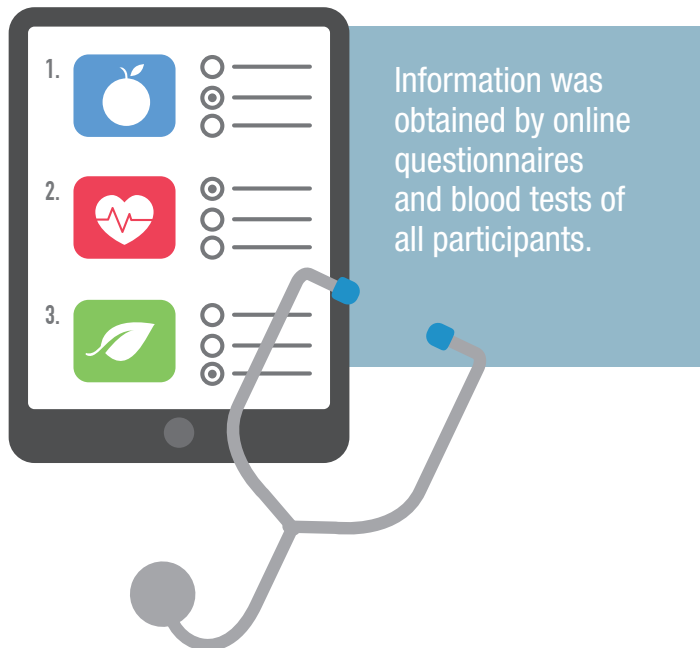 1.
2.
3.
Information was
obtained by online
questionnaires
and blood tests of
all participants.